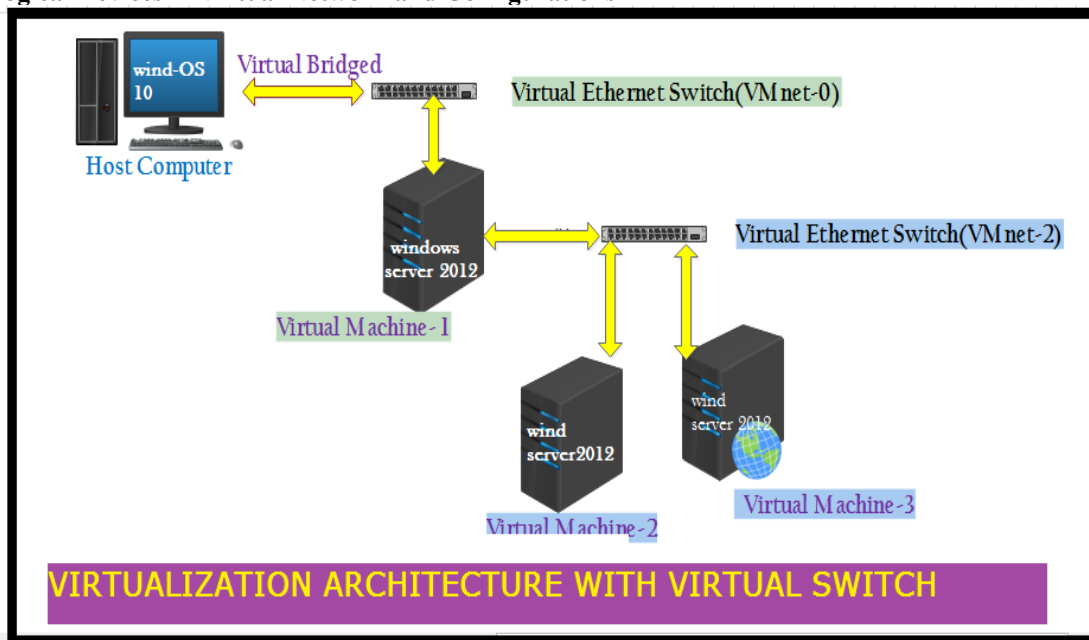 wind-OS
10
Virtual Bridged
Virtual Ethernet Switch(VMnet-0)
Host Computer
windows
server 2012
Virtual Ethernet Switch(VMnet-2)
Virtual Machine-1
wind
server 2012
wind
server2012
Virtual Machine-3
Virtual Machine-2
VIRTUALIZATION ARCHITECTURE WITH VIRTUAL SWITCH